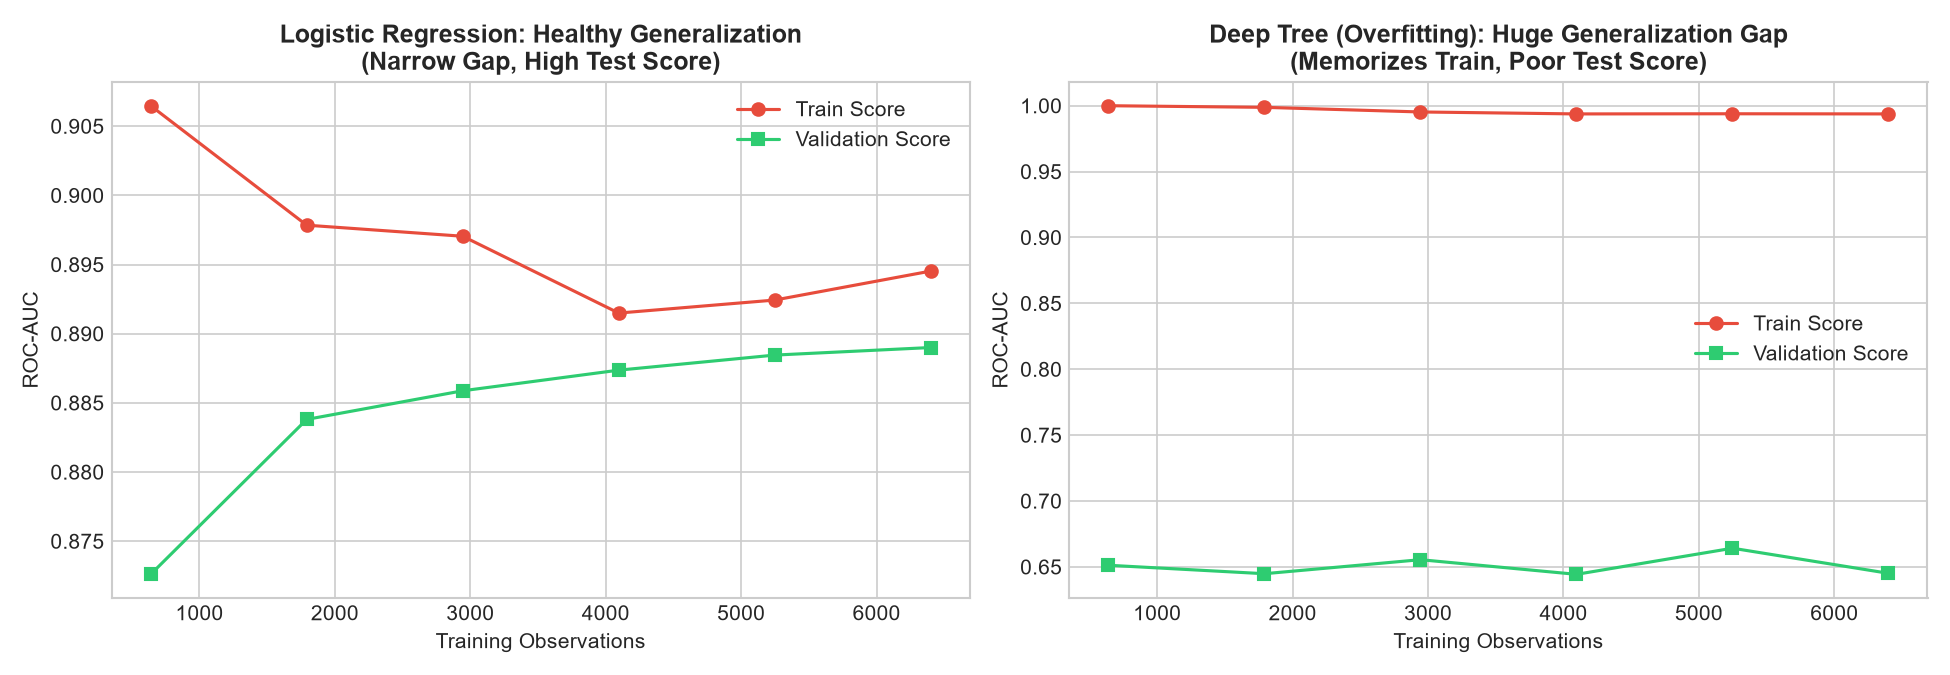 Logistic Regression: Healthy Generalization
(Narrow Gap, High Test Score)
Train Score
Validation Score
0.905
0.900
0.895
0.890
0.885
0.880
0.875
ROC-AUC
1000 2000 3000 4000 5000 6000
Training Observations
Deep Tree (Overfitting): Huge Generalization Gap
(Memorizes Train, Poor Test Score)
1.00
0.95
0.90
0.85
0.80
0.75
0.70
0.65
ROC-AUC
Train Score
Validation Score
1000 2000 3000 4000 5000 6000
Training Observations